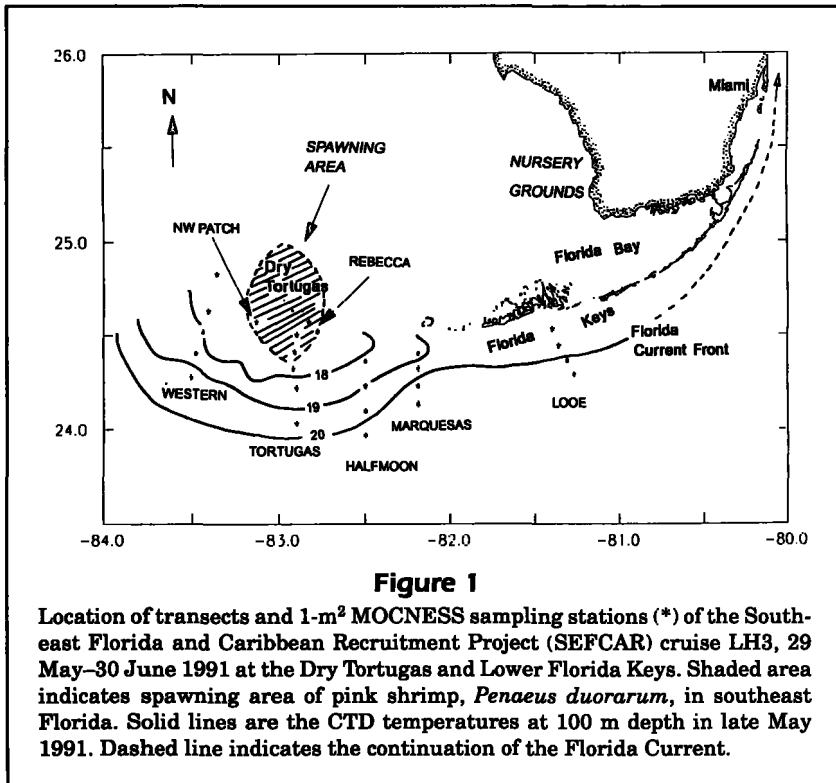 26.0
N
Miami
SPAWNING
AREA
NURSERY
GROUNDS
25.0
NW PATCH
REBECCA
Dry
Tortugas
Florida Bay
Florida Keys
Florida
Current Front
18
19
20
WESTERN
MARQUESAS
LOOE
24.0
TORTUGAS
HALFMOON
-84.0 -83.0 -82.0 -81.0 -80.0
Figure 1
Location of transects and 1-m² MOCNESS sampling stations (*) of the South-
east Florida and Caribbean Recruitment Project (SEFCAR) cruise LH3, 29
May–30 June 1991 at the Dry Tortugas and Lower Florida Keys. Shaded area
indicates spawning area of pink shrimp, Penaeus duorarum, in southeast
Florida. Solid lines are the CTD temperatures at 100 m depth in late May
1991. Dashed line indicates the continuation of the Florida Current.